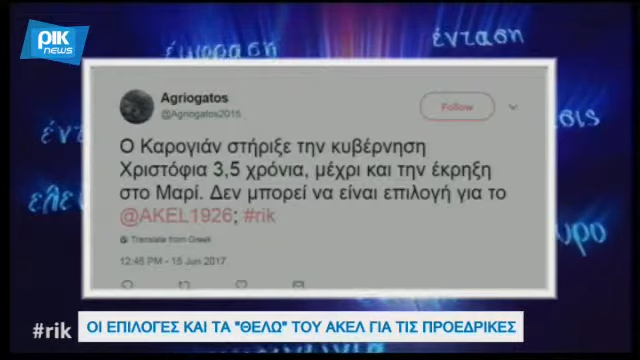 ΡΙΚ
news
έκφραση
ένταση
Agriogatos
@Agriogatos2015
Follow
Ο Καρογιάν στήριξε την κυβέρνηση
Χριστόφια 3,5 χρόνια, μέχρι και την έκρηξη
στο Μαρί. Δεν μπορεί να είναι επιλογή για το
@AKEL1926; #rik
Translate from Greek
12:45 PM - 15 Jun 2017
#rik
ΟΙ ΕΠΙΛΟΓΕΣ ΚΑΙ ΤΑ "ΘΕΛΩ" ΤΟΥ ΑΚΕΛ ΓΙΑ ΤΙΣ ΠΡΟΕΔΡΙΚΕΣ